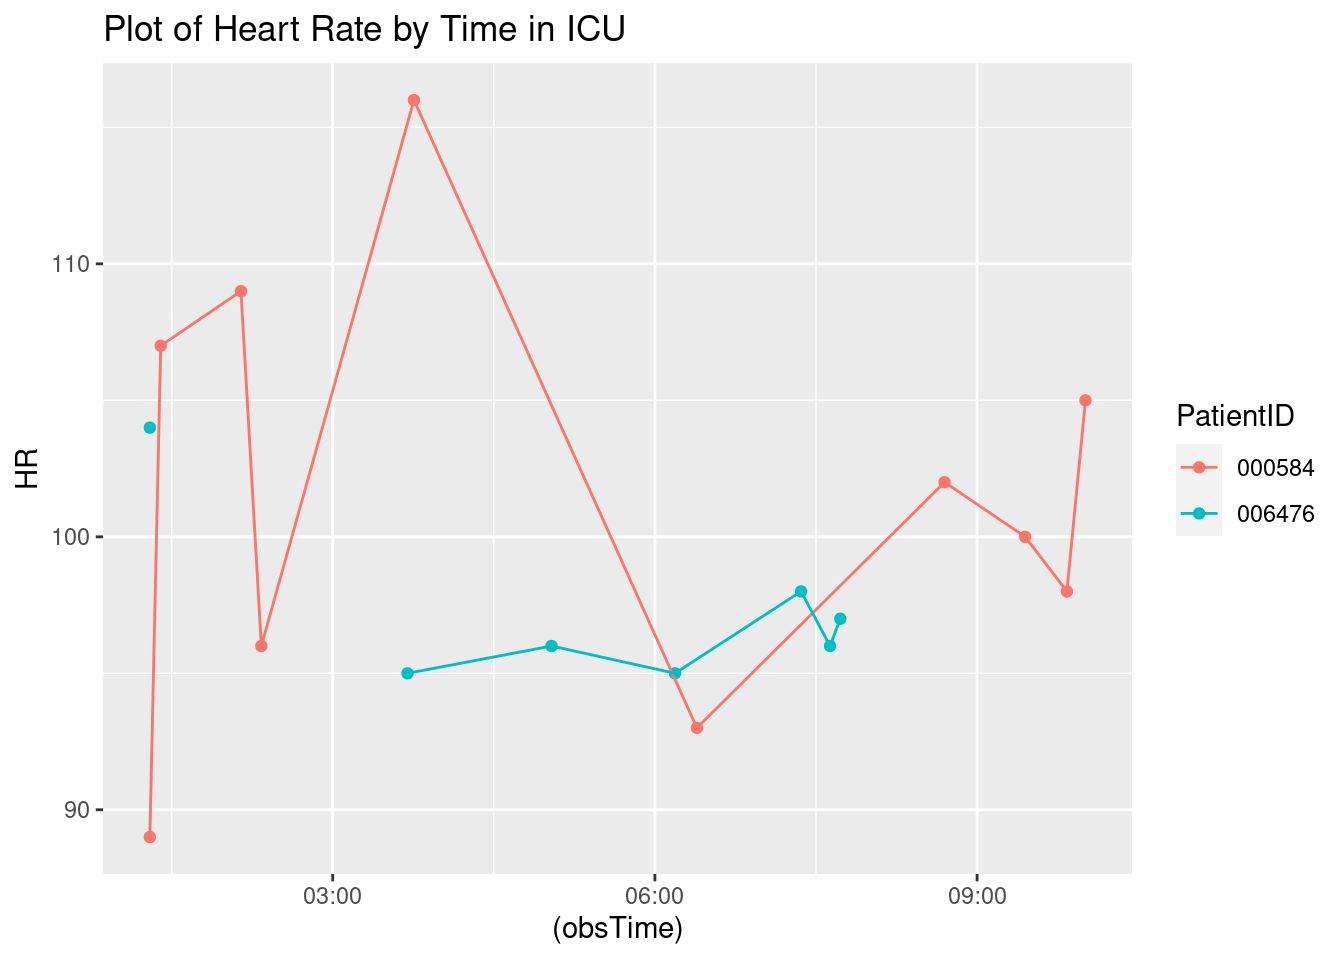 Plot of Heart Rate by Time in ICU
HR
110
100
90
03:00 06:00 09:00
(obsTime)
PatientID
000584
006476